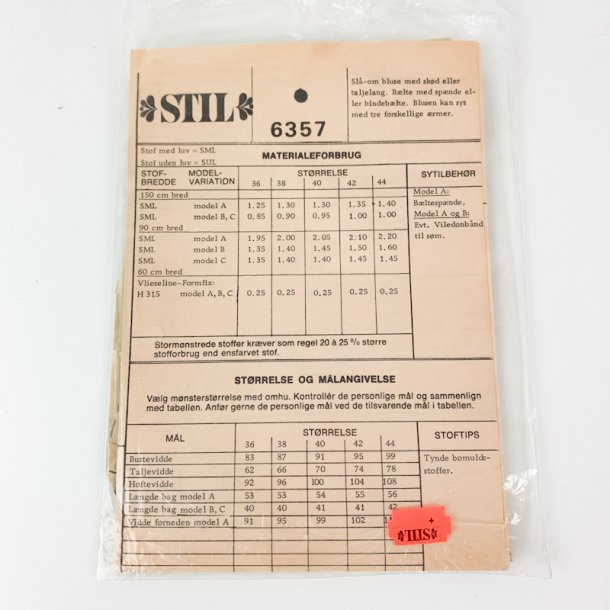 STIL
6357
Slå-om bluse med skød eller
taljelang. Bælte med spænde el-
ler bindebælte. Blusen kan sys
med tre forskellige ærmer.
Stof med luv = SML
Stof uden luv = SUL
MATERIALEFORBRUG
STOF- MODEL- STØRRELSE SYTILBEHØR
BREDDE VARIATION 36 38 40 42 44
150 cm bred
SML model A 1.25 1.30 1.30 1.35 1.40
SML model B, C 0.85 0.90 0.95 1.00 1.00
90 cm bred
SML model A 1.95 2.00 2.05 2.10 2.20
SML model B 1.35 1.40 1.45 1.50 1.60
SML model C 1.35 1.40 1.40 1.45 1.45
60 cm bred
Vlieseline-Formfix:
H 315 model A, B, C 0,25 0,25 0,25 0,25 0,25
Model A:
Bæltespænde.
Model A og B:
Evt. Viledonbånd
til søm.
Stormønstrede stoffer kræver som regel 20 à 25 % større
stofforbrug end ensfarvet stof.
STØRRELSE OG MÅLANGIVELSE
Vælg mønsterstørrelse med omhu. Kontrollér de personlige mål og sammenlign
med tabellen. Anfør gerne de personlige mål ved de tilsvarende mål i tabellen.
MÅL STØRRELSE STOFTIPS
36 38 40 42 44
Bustevidde 83 87 91 95 99
Taljevidde 62 66 70 74 78
Hoftevidde 92 96 100 104 108
Længde bag model A 53 53 54 55 56
Længde bag model B, C 40 40 41 41 42
Vidde forneden model A 91 95 99 102
Tynde bomulds-
stoffer.
+
STIL